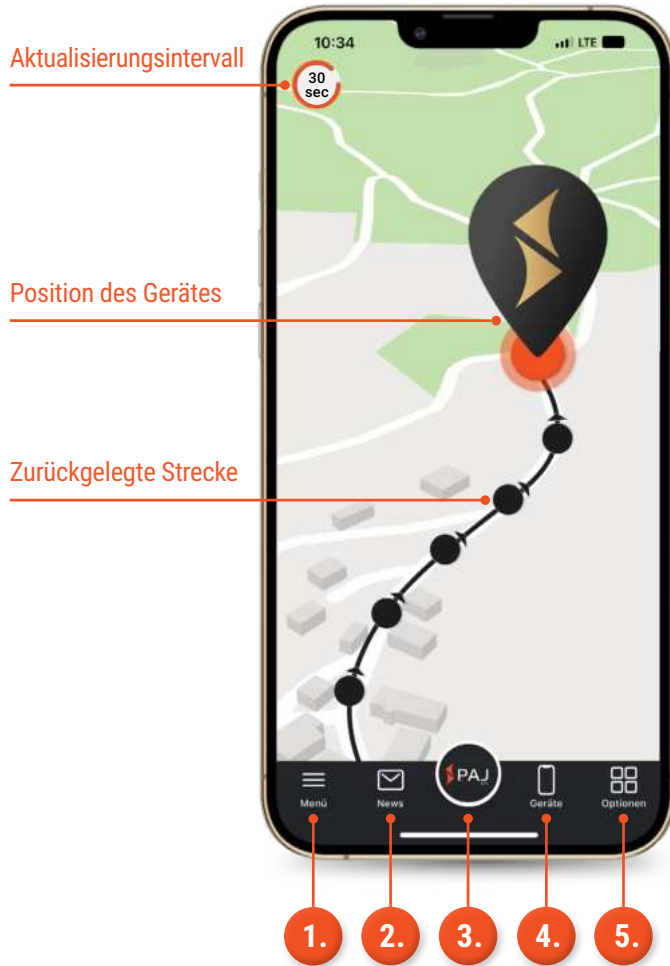 Aktualisierungsintervall
10:34
LTE
30
sec
Position des Gerätes
Zurückgelegte Strecke
PAJ
Menü
News
Geräte
Optionen
1.
2.
3.
4.
5.